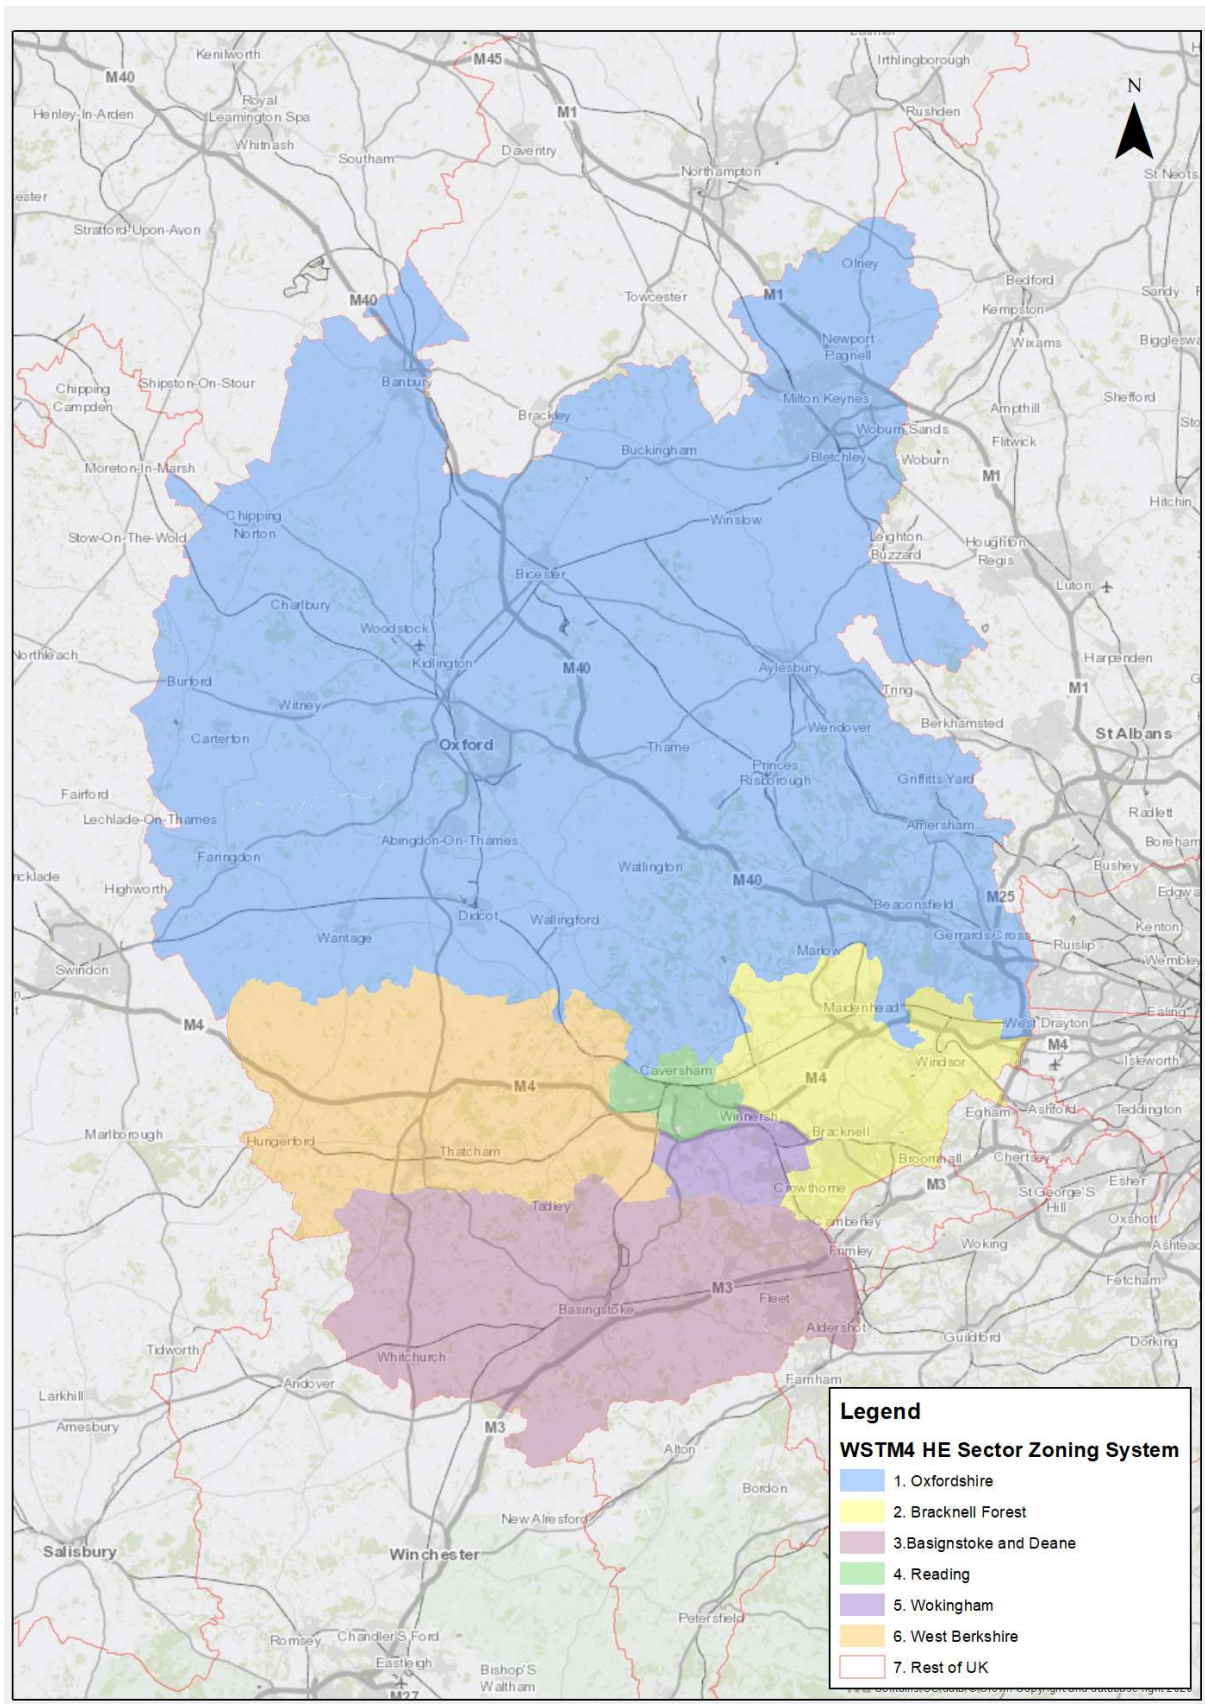 Kenilworth
M45
Irthlingborough
M40
Royal
Leamington Spa
Henley-In-Arden
M1
Rushden
N
Whitnash
Southam
Daventry
Northampton
St Neots
Stratford-Upon-Avon
Olney
Bedford
Towcester
M1
M40
Kempston
Sandy
Newport
Pagnell
Wixams
Chipping
Campden
Shipston-On-Stour
Banbury
Milton Keynes
Shefford
Brackley
Ampthill
Woburn Sands
Flitwick
Buckingham
Bletchley
Woburn
Moreton-In-Marsh
M1
Hitchin
Chipping
Norton
Winslow
Stow-On-The-Wold
Leighton
Buzzard
Houghton
Regis
Bicester
Luton
Charlbury
Woodstock
Kidlington
M40
Aylesbury
Harpenden
Northleach
Burford
Witney
Tring
M1
Berkhamsted
Wendover
Carterton
Oxford
Thame
St Albans
Princes
Risborough
Griffitts Yard
Fairford
Lechlade-On-Thames
Radlett
Amersham
Abingdon-On-Thames
Boreham
Faringdon
Watlington
Bushey
M40
Highworth
M25
Beaconsfield
Didcot
Wallingford
Kenton
Wantage
Gerrards Cross
Ruislip
Marlow
Wembley
Swindon
Maidenhead
Ealing
M4
West Drayton
M4
Isleworth
Windsor
Caversham
M4
M4
Egham
Ashford
Teddington
Winnersh
Marlborough
Hungerford
Bracknell
Thatcham
Broomhall
Chertsey
M3
Esher
Crowthorne
St George'S
Hill
Tadley
Camberley
Oxshott
Woking
Frimley
Ashtead
Fetcham
M3
Fleet
Basingstoke
Aldershot
Guildford
Dorking
Tidworth
Whitchurch
Farnham
Andover
Larkhill
Amesbury
M3
Alton
Bordon
New Alresford
Salisbury
Winchester
Petersfield
Romsey
Chandler'S Ford
Eastleigh
Bishop'S
Waltham
M27
Legend
WSTM4 HE Sector Zoning System
1. Oxfordshire
2. Bracknell Forest
3.Basignstoke and Deane
4. Reading
5. Wokingham
6. West Berkshire
7. Rest of UK